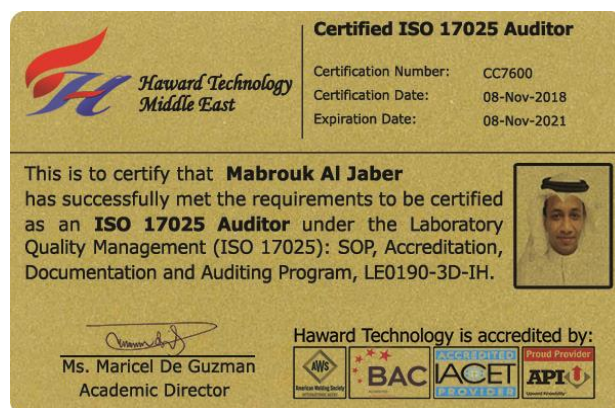 Haward Technology
Middle East
Certified ISO 17025 Auditor
Certification Number: CC7600
Certification Date: 08-Nov-2018
Expiration Date: 08-Nov-2021
This is to certify that Mabrouk Al Jaber
has successfully met the requirements to be certified
as an ISO 17025 Auditor under the Laboratory
Quality Management (ISO 17025): SOP, Accreditation,
Documentation and Auditing Program, LE0190-3D-IH.
Ms. Maricel De Guzman
Academic Director
Haward Technology is accredited by:
AWS
American Welding Society
BAC
ACCREDITED
IACET
PROVIDER
Proud Provider
API U